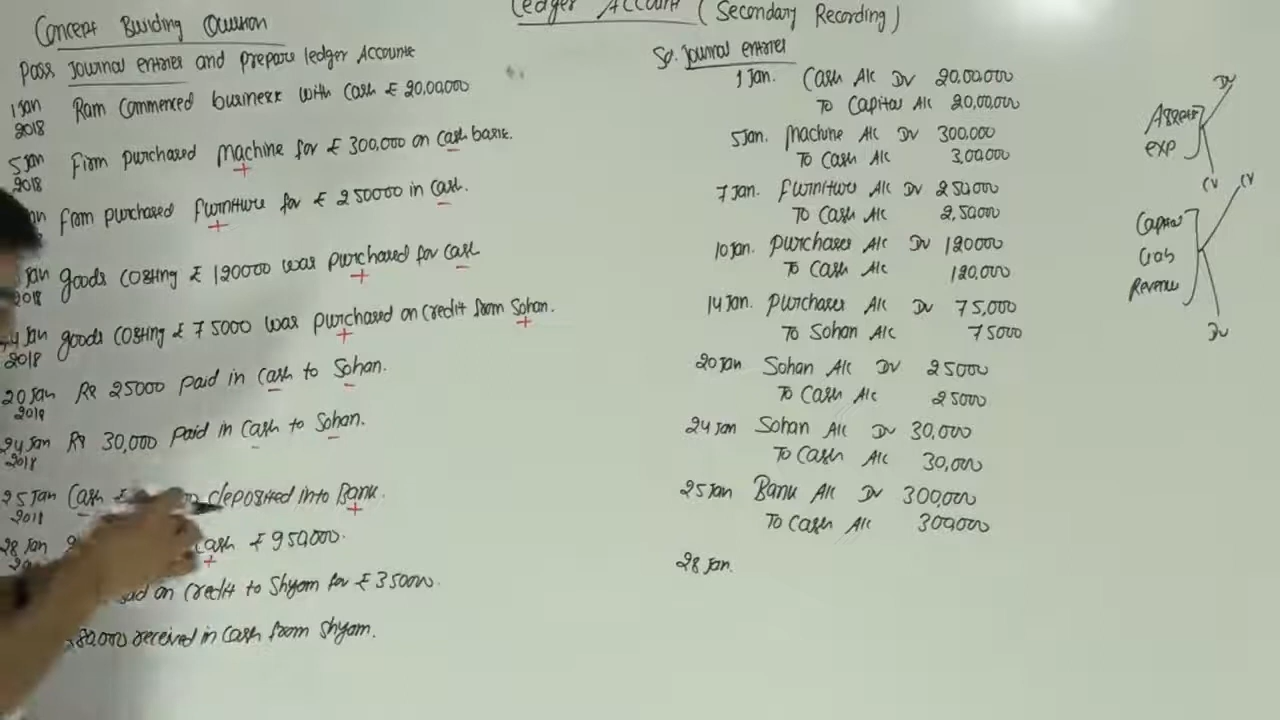 Ledger Account (Secondary Recording)
Concept Building Question
Pass Journal entries and prepare ledger Accounts
1 Jan 2018 Ram Commenced business with Cash ₹ 20,00,000
5 Jan 2018 Firm purchased Machine for ₹ 300,000 on cash basis.
Firm purchased furniture for ₹ 250000 in Cash.
Jan 2018 goods costing ₹ 120000 was purchased for cash
Jan 2018 goods costing ₹ 75000 was purchased on credit from Sohan.
20 Jan 2018 Rs 25000 paid in cash to Sohan.
24 Jan 2018 Rs 30,000 paid in Cash to Sohan.
25 Jan 2018 Cash ₹ deposited into Bank.
28 Jan cash ₹ 950,000.
on credit to Shyam for ₹ 35000.
80,000 received in cash from Shyam.
So. Journal entries
1 Jan. Cash A/c Dr 20,00,000
To Capital A/c 20,00,000
5 Jan. Machine A/c Dr 300,000
To Cash A/c 3,00,000
7 Jan. furniture A/c Dr 250,000
To Cash A/c 2,50,000
10 Jan. purchases A/c Dr 120000
To Cash A/c 120,000
14 Jan. Purchases A/c Dr 75,000
To Sohan A/c 75000
20 Jan Sohan A/c Dr 25000
To Cash A/c 25000
24 Jan Sohan A/c Dr 30,000
To Cash A/c 30,000
25 Jan Bank A/c Dr 300,000
To Cash A/c 300,000
28 Jan.
Dr
Assets
exp
Cr
Cr
Capital
Liab
Revenue
Dr